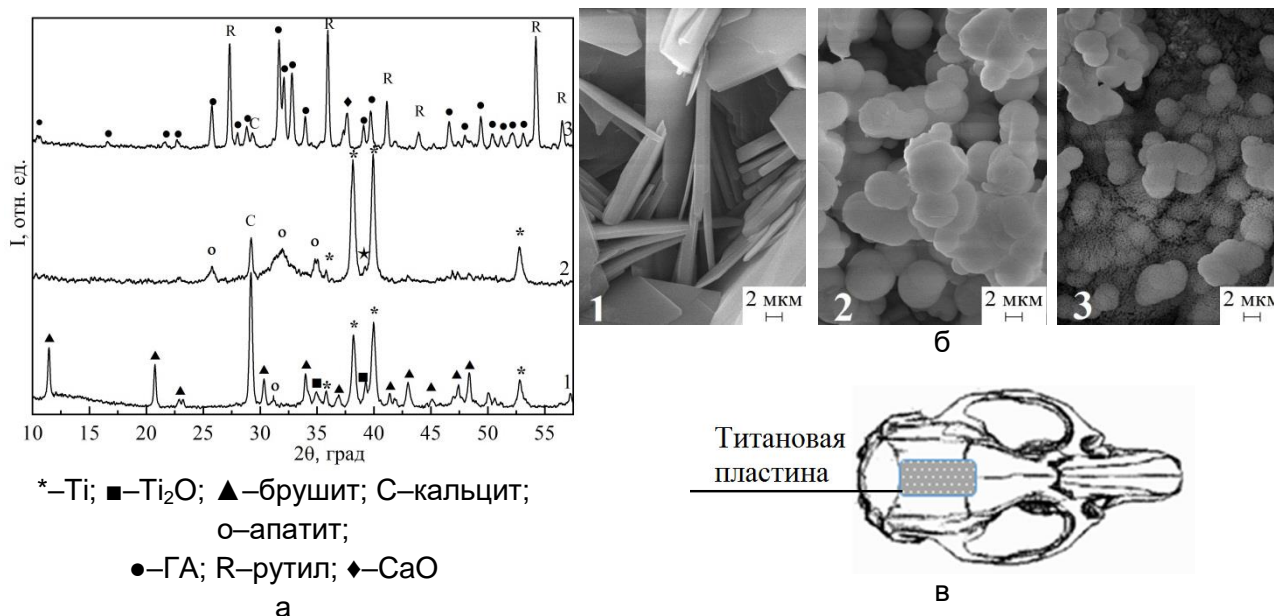 R
R
R
C
R
R
R
3
*
*
C
o
o
o
*
★
*
2
*
*
▲
▲
▲
▲
o
▲
■
*
▲
■
▲
▲
▲
▲
▲
*
1
I, отн. ед.
10 15 20 25 30 35 40 45 50 55
2θ, град
*–Ti; ■–Ti₂O; ▲–брушит; C–кальцит;
o–апатит;
●–ГА; R–рутил; ♦–CaO
а
1
2 мкм
2
2 мкм
3
2 мкм
б
Титановая
пластина
в